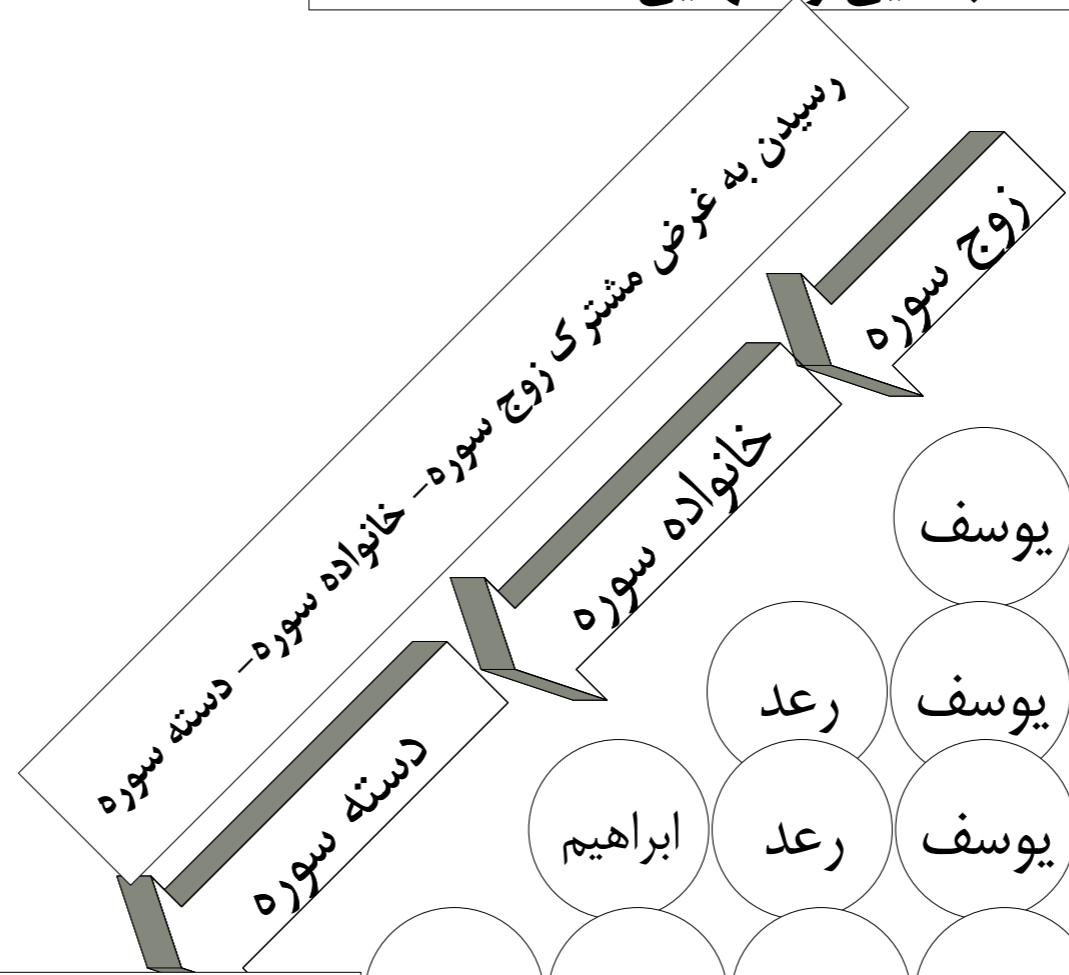 رسیدن به غرض مشترک زوج سوره– خانواده سوره– دسته سوره
زوج سوره
خانواده سوره
دسته سوره
یوسف
یوسف رعد
یوسف رعد ابراهیم